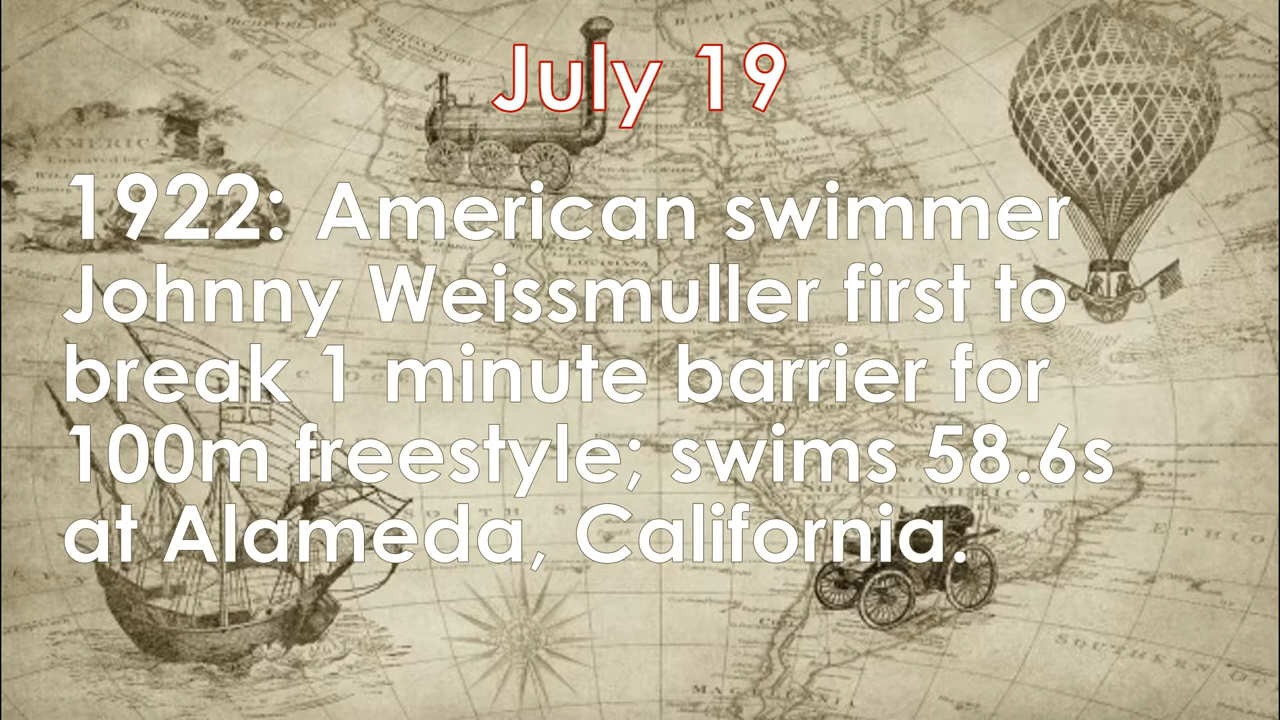 July 19
1922: American swimmer
Johnny Weissmuller first to
break 1 minute barrier for
100m freestyle; swims 58.6s
at Alameda, California.